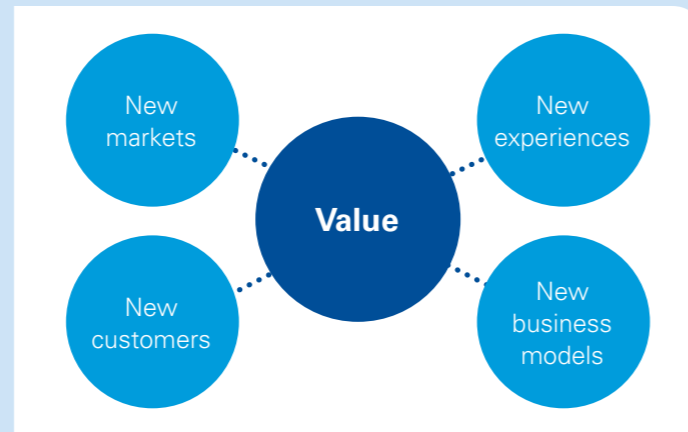 New
markets
New
experiences
Value
New
customers
New
business
models